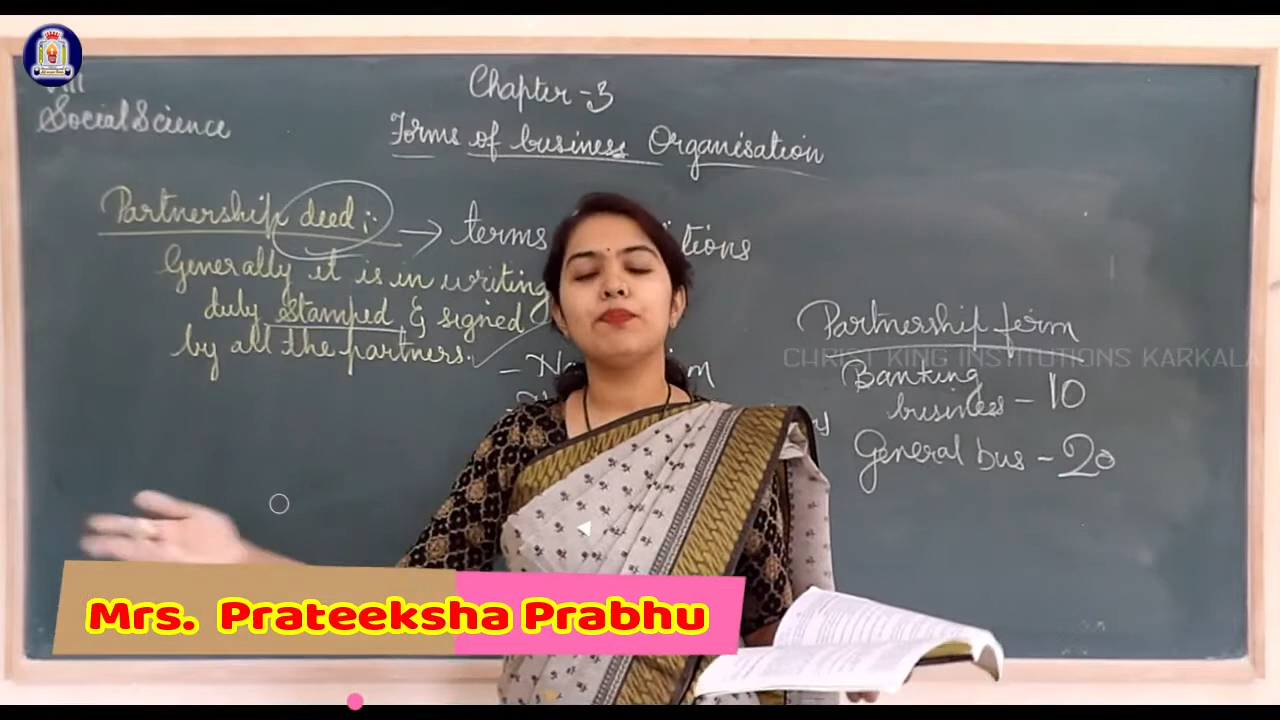 VIII
Social Science
Chapter - 3
Forms of business Organisation
Partnership deed :- → terms
Generally it is in writing
duly stamped & signed
by all the partners.
Partnership firm
CHRIST KING INSTITUTIONS KARKALA
Banking
business - 10
General bus - 20
Mrs. Prateeksha Prabhu